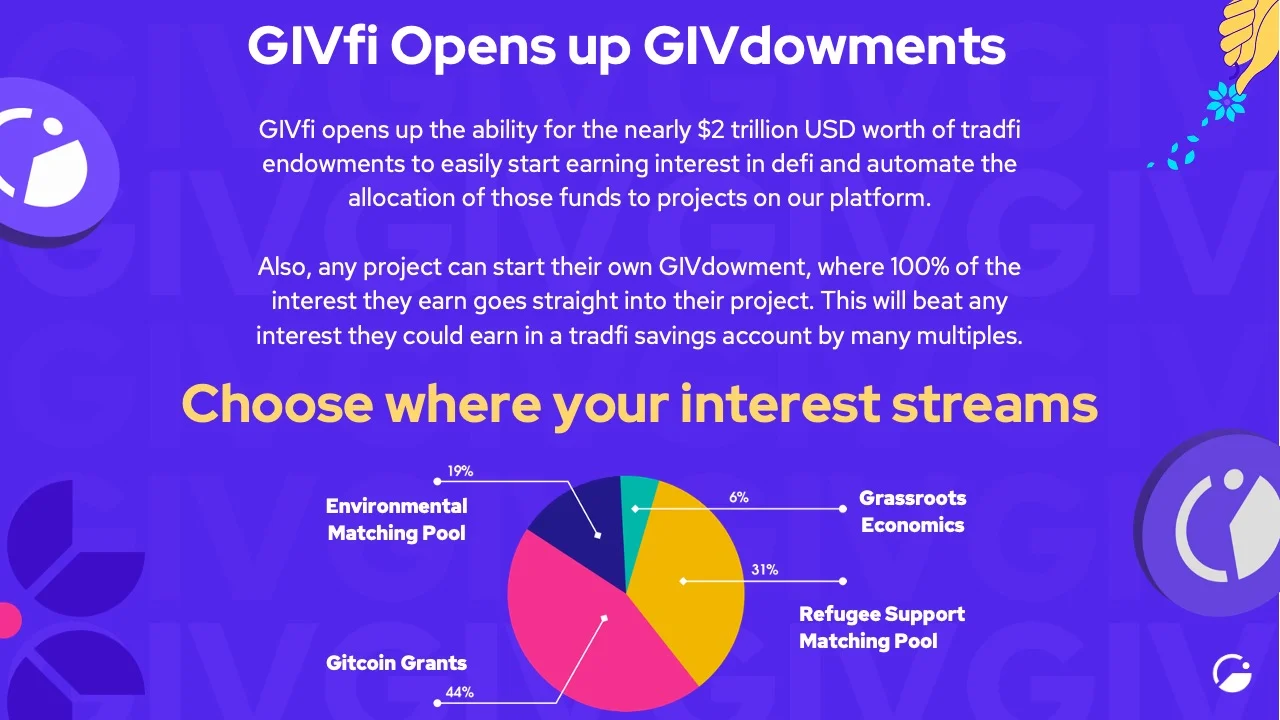 GIVfi Opens up GIVdowments
GIVfi opens up the ability for the nearly $2 trillion USD worth of tradfi
endowments to easily start earning interest in defi and automate the
allocation of those funds to projects on our platform.
Also, any project can start their own GIVdowment, where 100% of the
interest they earn goes straight into their project. This will beat any
interest they could earn in a tradfi savings account by many multiples.
Choose where your interest streams
19%
Environmental
Matching Pool
6%
Grassroots
Economics
31%
Refugee Support
Matching Pool
Gitcoin Grants
44%